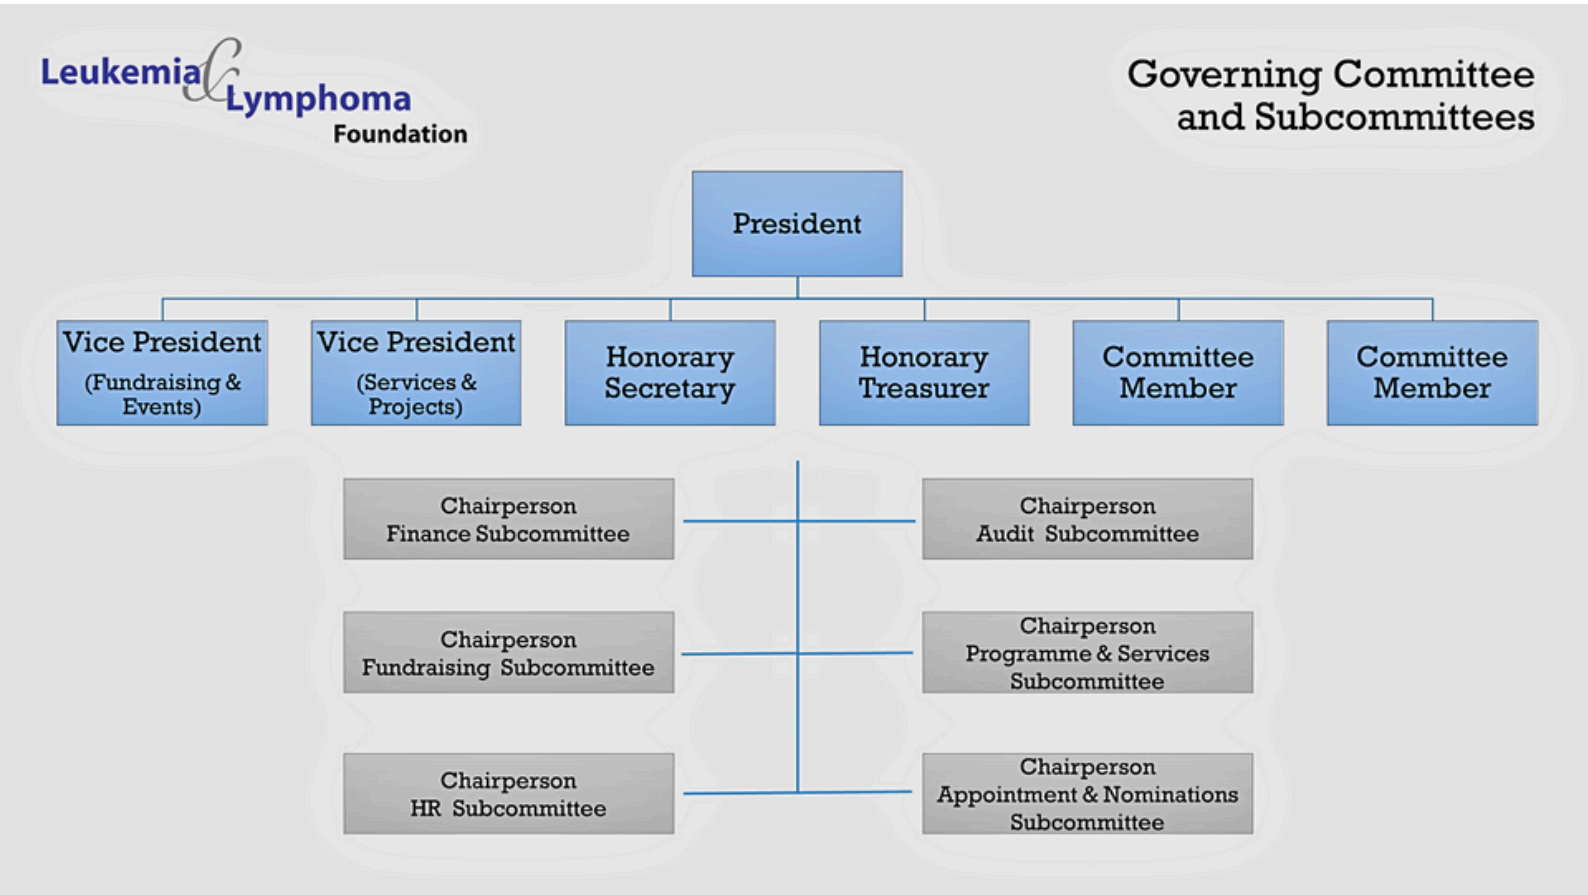 Leukemia &
Lymphoma
Foundation
Governing Committee
and Subcommittees
President
Vice President
(Fundraising &
Events)
Vice President
(Services &
Projects)
Honorary
Secretary
Honorary
Treasurer
Committee
Member
Committee
Member
Chairperson
Finance Subcommittee
Chairperson
Audit Subcommittee
Chairperson
Fundraising Subcommittee
Chairperson
Programme & Services
Subcommittee
Chairperson
HR Subcommittee
Chairperson
Appointment & Nominations
Subcommittee